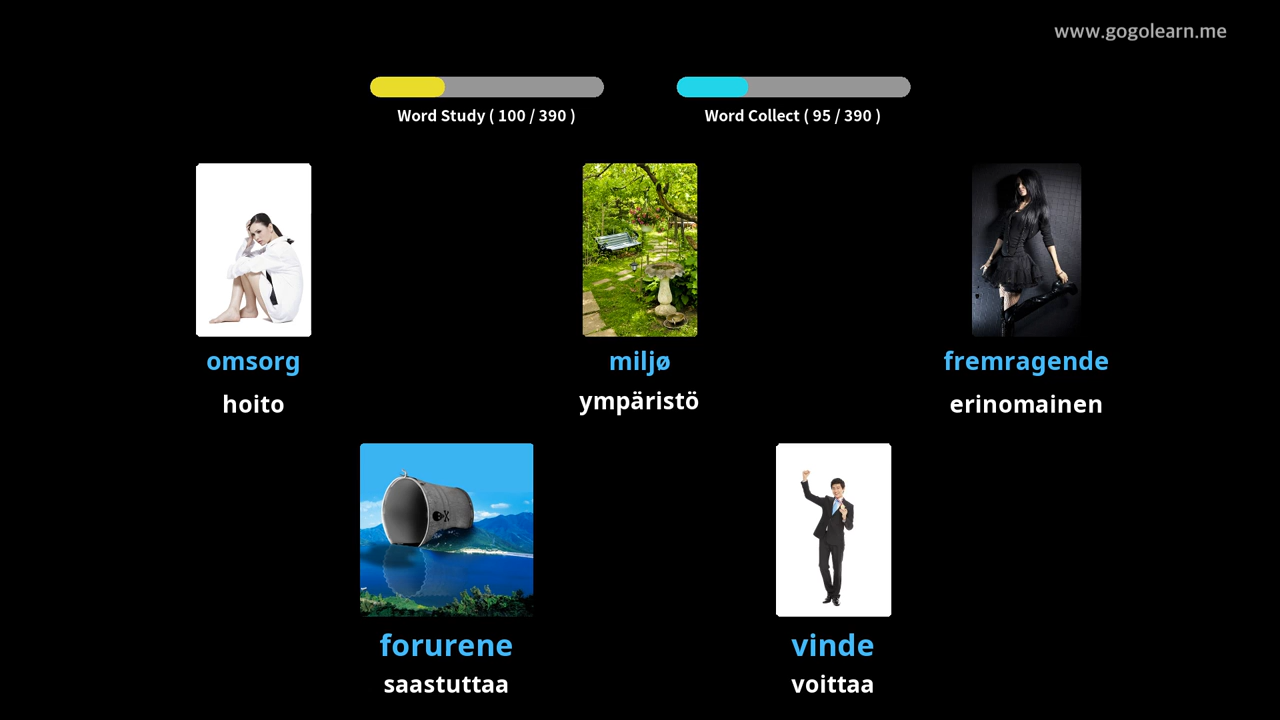 www.gogolearn.me
Word Study ( 100 / 390 )
Word Collect ( 95 / 390 )
omsorg
hoito
miljø
ympäristö
fremragende
erinomainen
forurene
saastuttaa
vinde
voittaa